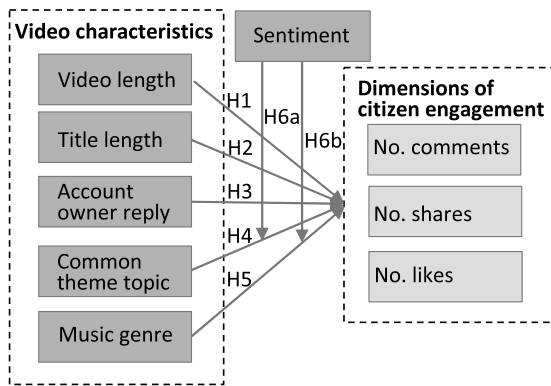 Video characteristics
Video length
Title length
Account
owner reply
Common
theme topic
Music genre
Sentiment
H1
H2
H3
H4
H5
H6a
H6b
Dimensions of
citizen engagement
No. comments
No. shares
No. likes